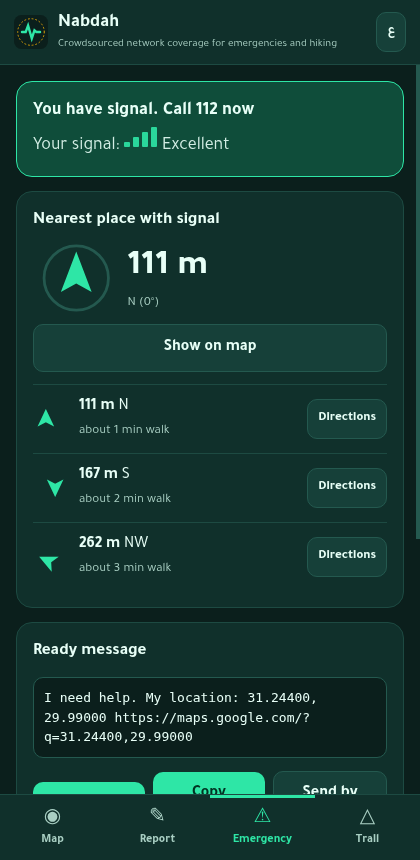 Nabdah
Crowdsourced network coverage for emergencies and hiking
ع
You have signal. Call 112 now
Your signal: Excellent
Nearest place with signal
111 m
N (0°)
Show on map
111 m N
about 1 min walk
Directions
167 m S
about 2 min walk
Directions
262 m NW
about 3 min walk
Directions
Ready message
I need help. My location: 31.24400,
29.99000 https://maps.google.com/?
q=31.24400,29.99000
Copy
Send by
Map
Report
Emergency
Trail